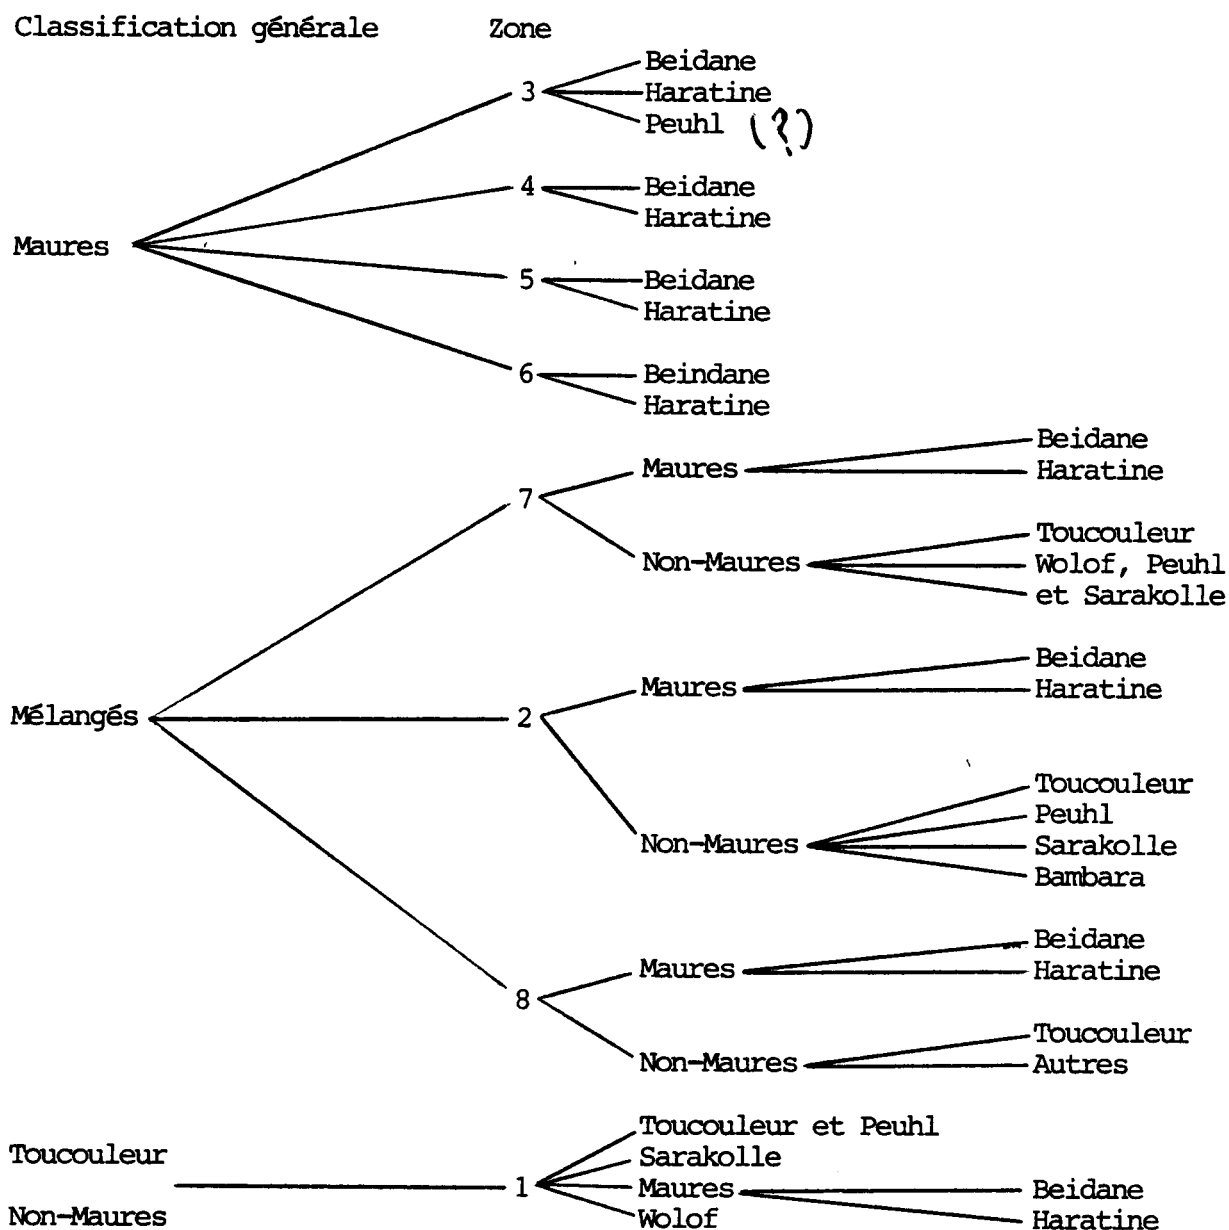 Classification générale Zone
Beidane
3 Haratine
Peuhl (?)
4 Beidane
Haratine
Maures
5 Beidane
Haratine
6 Beindane
Haratine
Beidane
Maures Haratine
7
Toucouleur
Non-Maures Wolof, Peuhl
et Sarakolle
Beidane
Maures Haratine
Mélangés 2
Toucouleur
Peuhl
Non-Maures Sarakolle
Bambara
Beidane
Maures Haratine
8
Toucouleur
Non-Maures Autres
Toucouleur et Peuhl
Toucouleur Sarakolle
1 Maures Beidane
Non-Maures Wolof Haratine